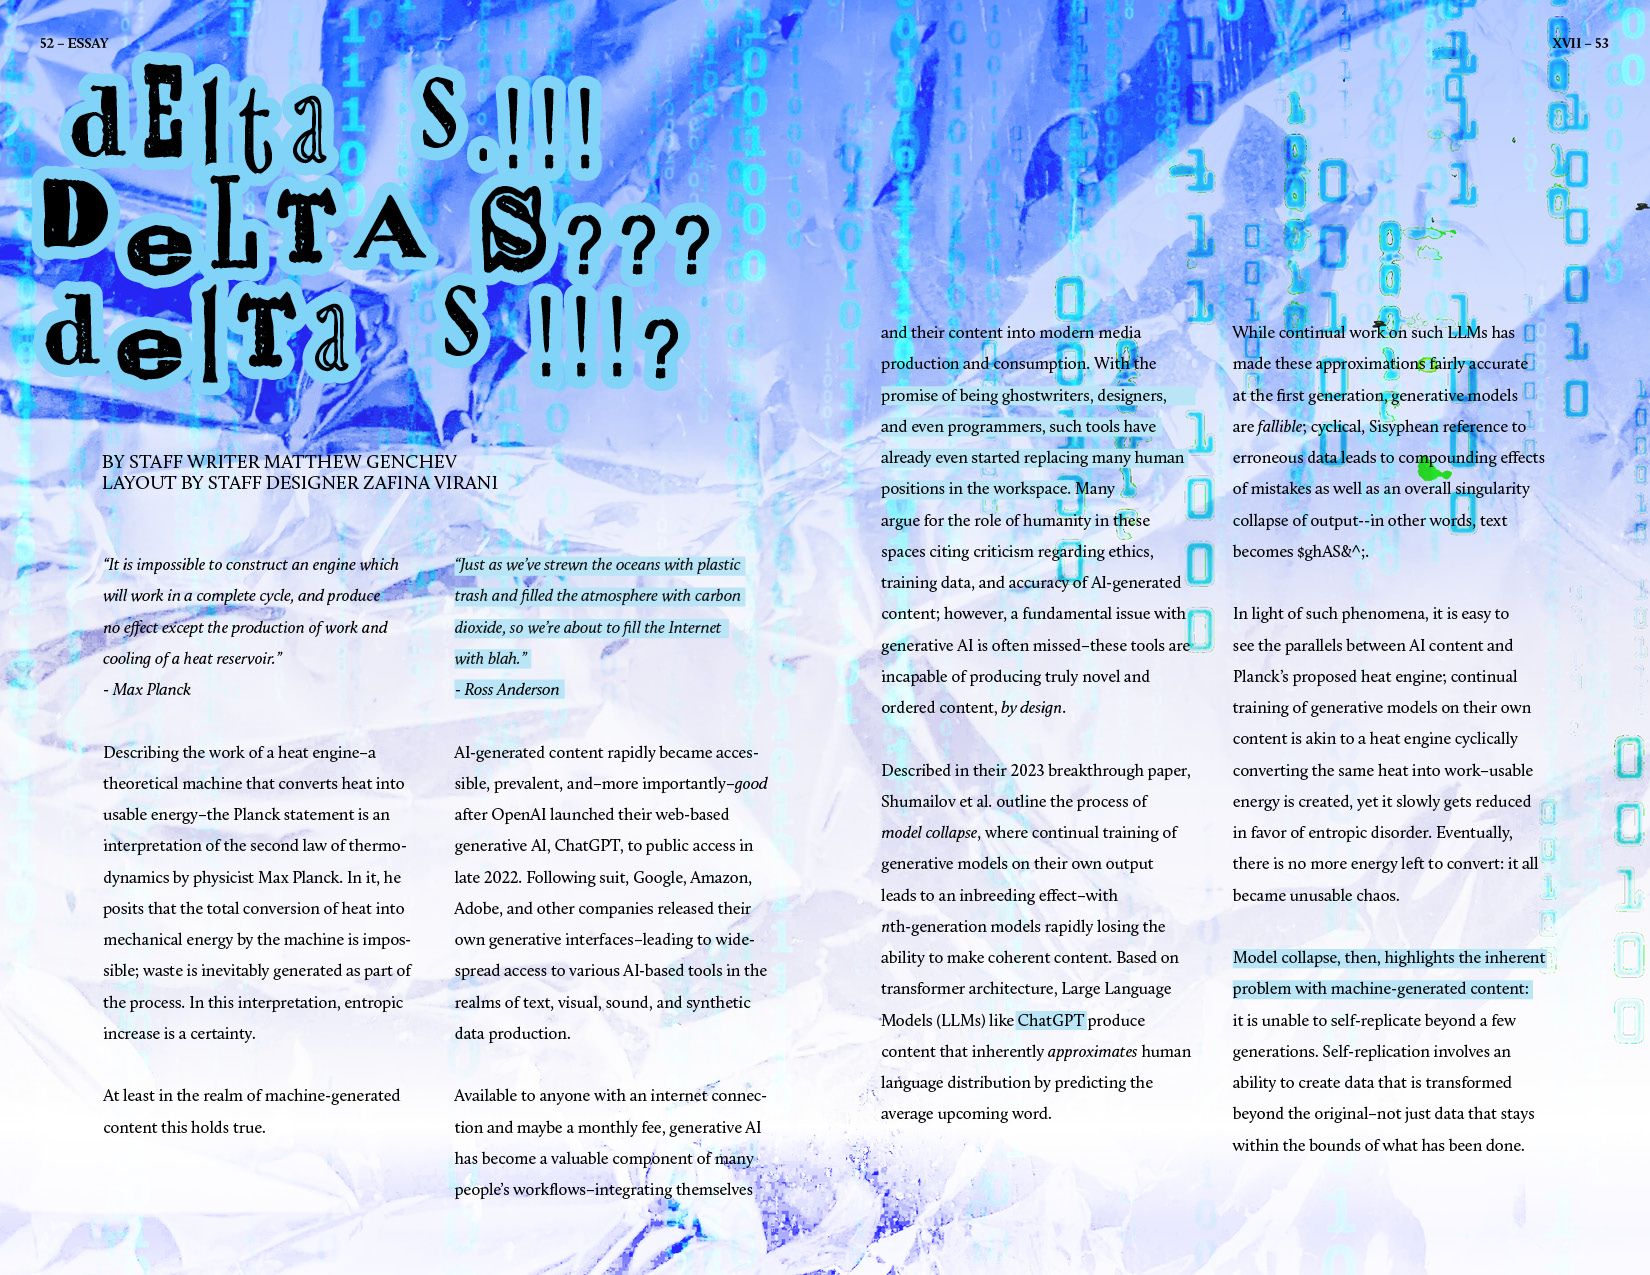 52 – ESSAY
XVII – 53
dElta S.!!!
DeLTA S???
delTa S !!!?
BY STAFF WRITER MATTHEW GENCHEV
LAYOUT BY STAFF DESIGNER ZAFINA VIRANI
“It is impossible to construct an engine which
will work in a complete cycle, and produce
no effect except the production of work and
cooling of a heat reservoir.”
- Max Planck
Describing the work of a heat engine–a
theoretical machine that converts heat into
usable energy–the Planck statement is an
interpretation of the second law of thermo-
dynamics by physicist Max Planck. In it, he
posits that the total conversion of heat into
mechanical energy by the machine is impos-
sible; waste is inevitably generated as part of
the process. In this interpretation, entropic
increase is a certainty.
At least in the realm of machine-generated
content this holds true.
“Just as we’ve strewn the oceans with plastic
trash and filled the atmosphere with carbon
dioxide, so we’re about to fill the Internet
with blah.”
- Ross Anderson
AI-generated content rapidly became acces-
sible, prevalent, and–more importantly–good
after OpenAI launched their web-based
generative AI, ChatGPT, to public access in
late 2022. Following suit, Google, Amazon,
Adobe, and other companies released their
own generative interfaces–leading to wide-
spread access to various AI-based tools in the
realms of text, visual, sound, and synthetic
data production.
Available to anyone with an internet connec-
tion and maybe a monthly fee, generative AI
has become a valuable component of many
people’s workflows–integrating themselves
and their content into modern media
production and consumption. With the
promise of being ghostwriters, designers,
and even programmers, such tools have
already even started replacing many human
positions in the workspace. Many
argue for the role of humanity in these
spaces citing criticism regarding ethics,
training data, and accuracy of AI-generated
content; however, a fundamental issue with
generative AI is often missed–these tools are
incapable of producing truly novel and
ordered content, by design.
Described in their 2023 breakthrough paper,
Shumailov et al. outline the process of
model collapse, where continual training of
generative models on their own output
leads to an inbreeding effect–with
nth-generation models rapidly losing the
ability to make coherent content. Based on
transformer architecture, Large Language
Models (LLMs) like ChatGPT produce
content that inherently approximates human
language distribution by predicting the
average upcoming word.
While continual work on such LLMs has
made these approximations fairly accurate
at the first generation, generative models
are fallible; cyclical, Sisyphean reference to
erroneous data leads to compounding effects
of mistakes as well as an overall singularity
collapse of output--in other words, text
becomes $ghAS&^;.
In light of such phenomena, it is easy to
see the parallels between AI content and
Planck’s proposed heat engine; continual
training of generative models on their own
content is akin to a heat engine cyclically
converting the same heat into work–usable
energy is created, yet it slowly gets reduced
in favor of entropic disorder. Eventually,
there is no more energy left to convert: it all
became unusable chaos.
Model collapse, then, highlights the inherent
problem with machine-generated content:
it is unable to self-replicate beyond a few
generations. Self-replication involves an
ability to create data that is transformed
beyond the original–not just data that stays
within the bounds of what has been done.